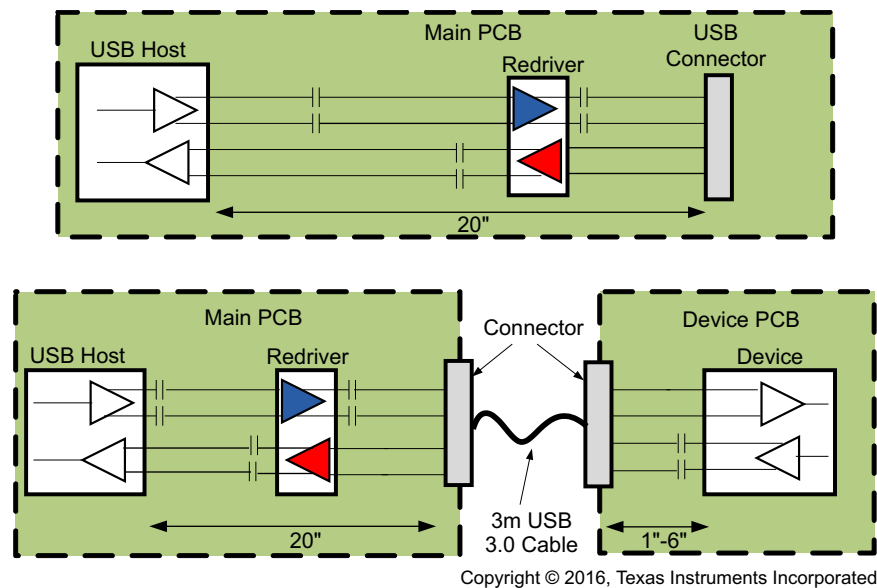 Main PCB
USB
Connector
USB Host
Redriver
20"
Main PCB
USB Host
Redriver
20"
Connector
3m USB
3.0 Cable
Device PCB
Device
1"-6"
Copyright © 2016, Texas Instruments Incorporated